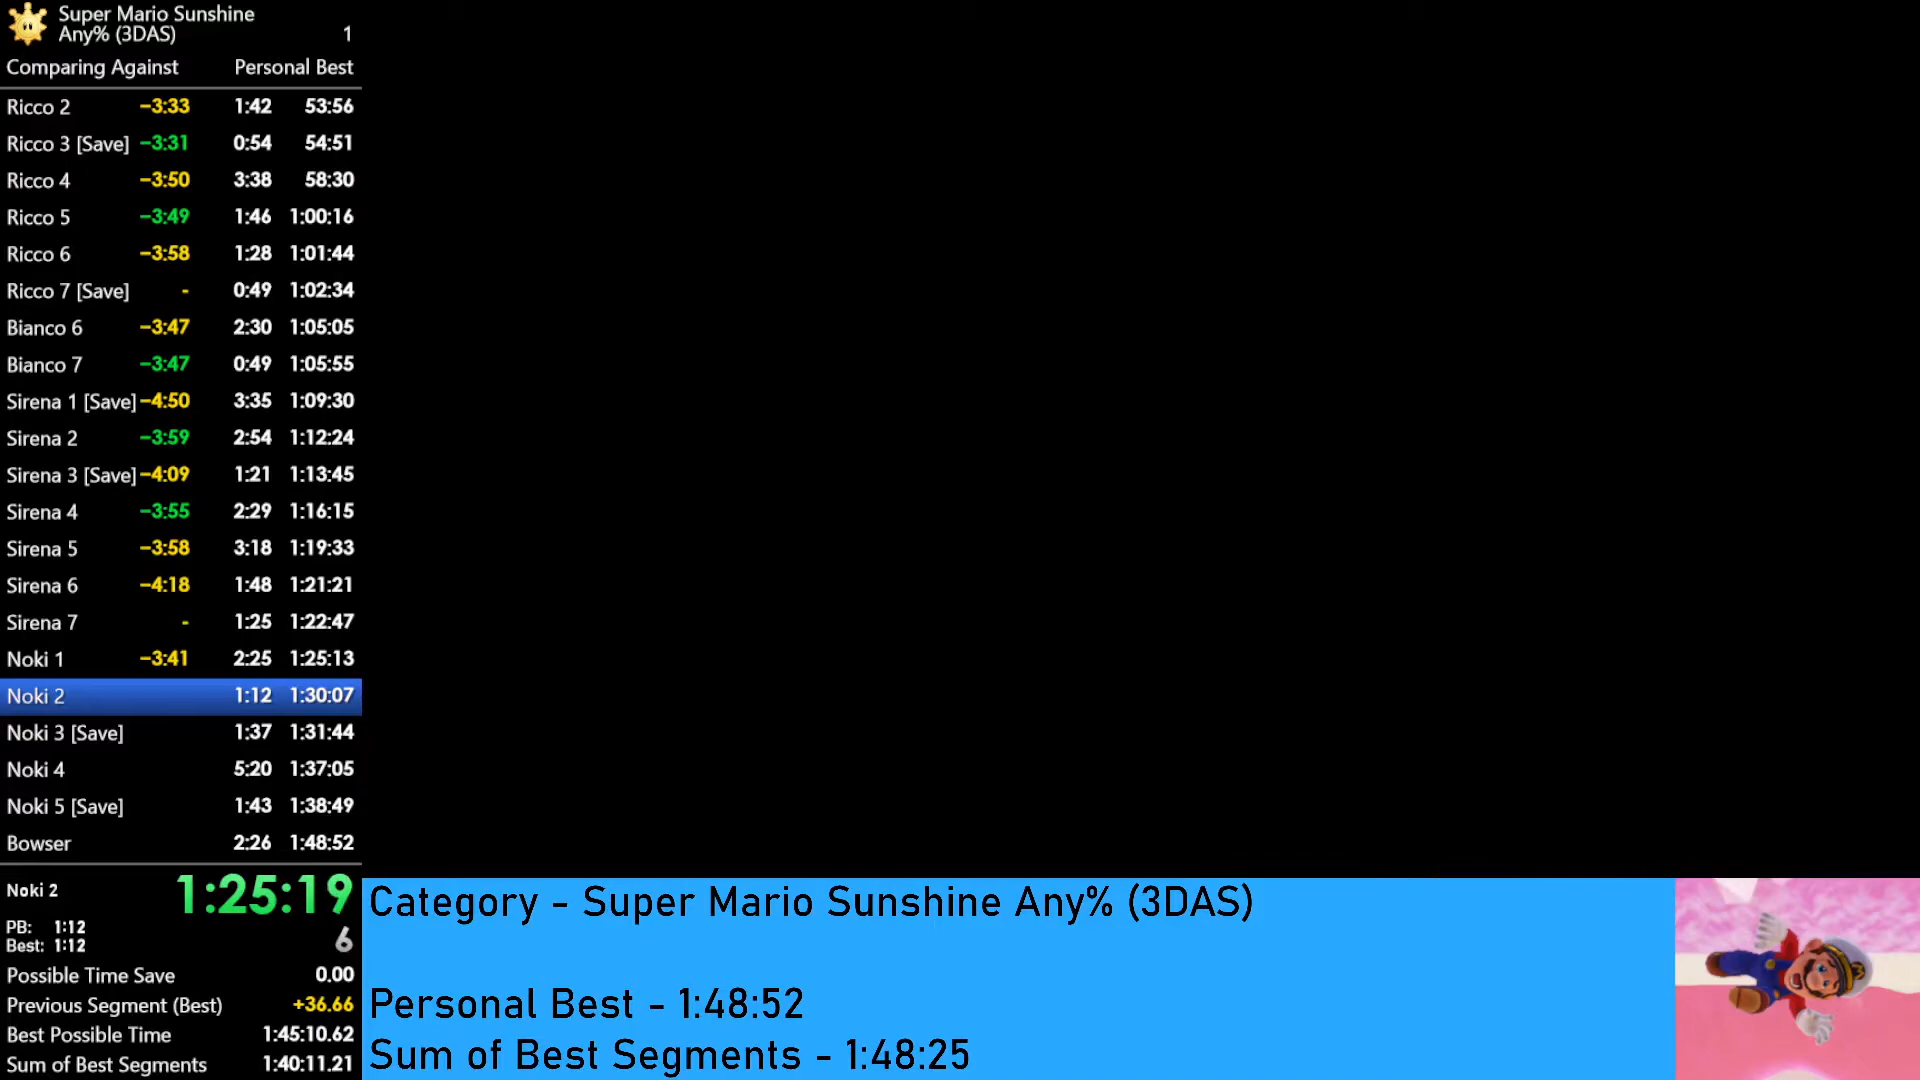 Super Mario Sunshine
Any% (3DAS) 1
Comparing Against Personal Best
Ricco 2 −3:33 1:42 53:56
Ricco 3 [Save] −3:31 0:54 54:51
Ricco 4 −3:50 3:38 58:30
Ricco 5 −3:49 1:46 1:00:16
Ricco 6 −3:58 1:28 1:01:44
Ricco 7 [Save] - 0:49 1:02:34
Bianco 6 −3:47 2:30 1:05:05
Bianco 7 −3:47 0:49 1:05:55
Sirena 1 [Save] −4:50 3:35 1:09:30
Sirena 2 −3:59 2:54 1:12:24
Sirena 3 [Save] −4:09 1:21 1:13:45
Sirena 4 −3:55 2:29 1:16:15
Sirena 5 −3:58 3:18 1:19:33
Sirena 6 −4:18 1:48 1:21:21
Sirena 7 - 1:25 1:22:47
Noki 1 −3:41 2:25 1:25:13
Noki 2 1:12 1:30:07
Noki 3 [Save] 1:37 1:31:44
Noki 4 5:20 1:37:05
Noki 5 [Save] 1:43 1:38:49
Bowser 2:26 1:48:52
Noki 2 1:25:19
PB: 1:12
Best: 1:12 6
Possible Time Save 0.00
Previous Segment (Best) +36.66
Best Possible Time 1:45:10.62
Sum of Best Segments 1:40:11.21
Category - Super Mario Sunshine Any% (3DAS)
Personal Best - 1:48:52
Sum of Best Segments - 1:48:25